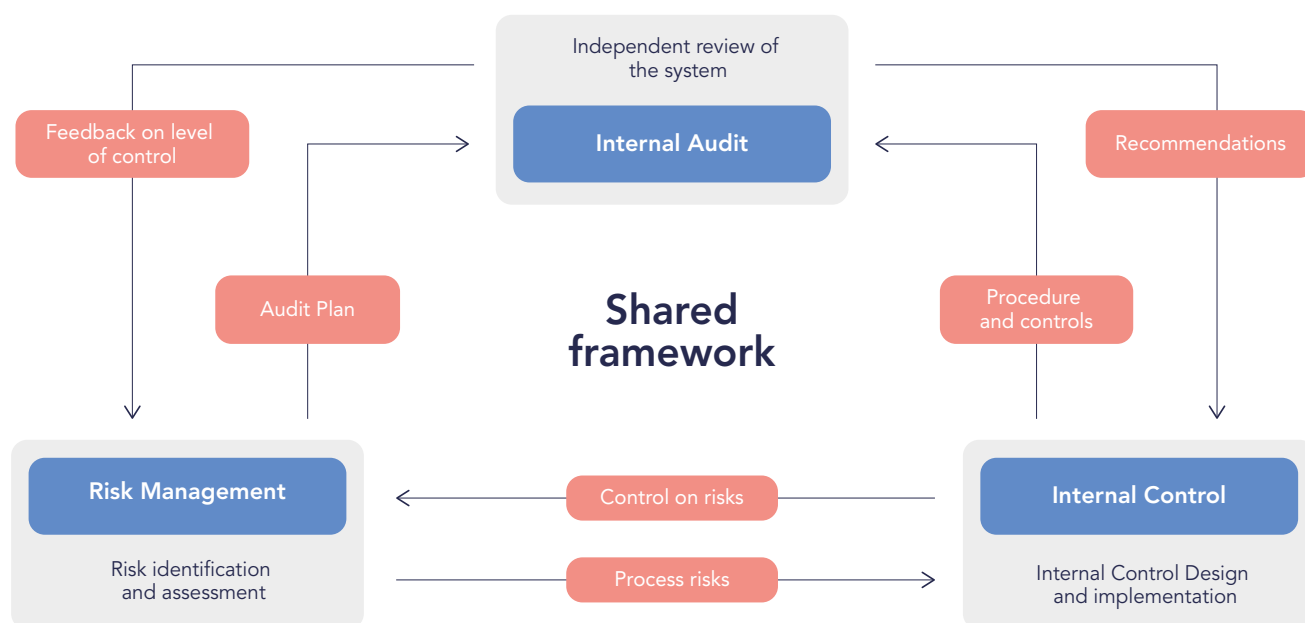 Independent review of
the system
Internal Audit
Feedback on level
of control
Recommendations
Audit Plan
Procedure
and controls
Shared
framework
Risk Management
Risk identification
and assessment
Control on risks
Process risks
Internal Control
Internal Control Design
and implementation